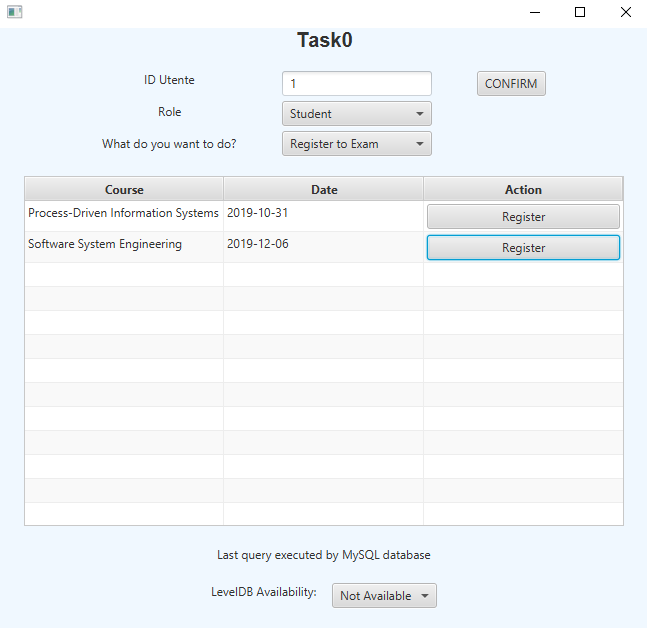 Task0
ID Utente 1 CONFIRM
Role Student
What do you want to do? Register to Exam
Course Date Action
Process-Driven Information Systems 2019-10-31 Register
Software System Engineering 2019-12-06 Register
Last query executed by MySQL database
LevelDB Availability: Not Available